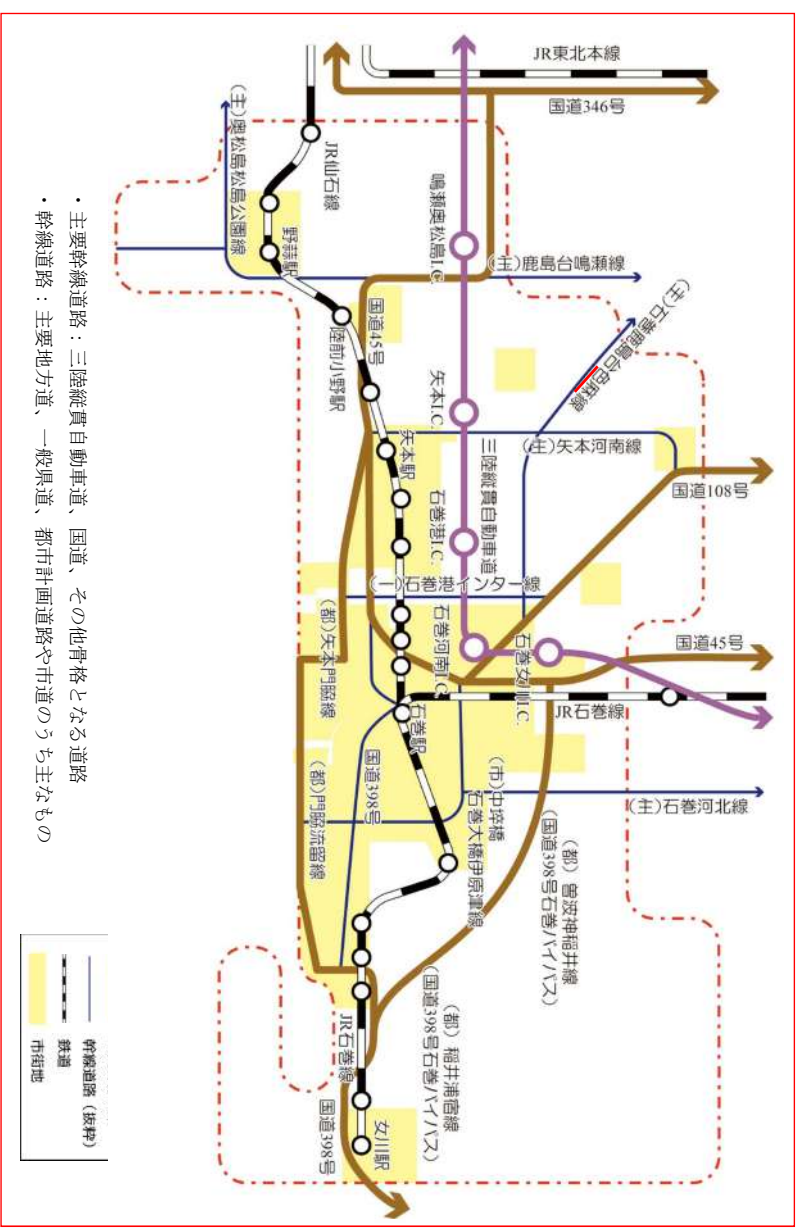 JR東北本線
国道346号
(主)奥松島松島公園線
JR仙石線
野蒜駅
鳴瀬奥松島I.C.
(主)鹿島台鳴瀬線
国道45号
陸前小野駅
矢本I.C.
(主)石巻鹿島台色麻線
矢本駅
三陸縦貫自動車道
(主)矢本河南線
国道108号
石巻港I.C.
(一)石巻港インター線
石巻河南I.C.
石巻女川I.C.
国道45号
(都)矢本門脇線
石巻駅
JR石巻線
国道398号
(都)門脇流留線
(市)中埣橋
石巻大橋伊原津線
(主)石巻河北線
(都)曽波神稲井線
(国道398号石巻バイパス)
(都)稲井浦宿線
(国道398号石巻バイパス)
JR石巻線
国道398号
女川駅
・主要幹線道路：三陸縦貫自動車道、国道、その他骨格となる道路
・幹線道路：主要地方道、一般県道、都市計画道路や市道のうち主なもの
幹線道路（抜粋）
鉄道
市街地